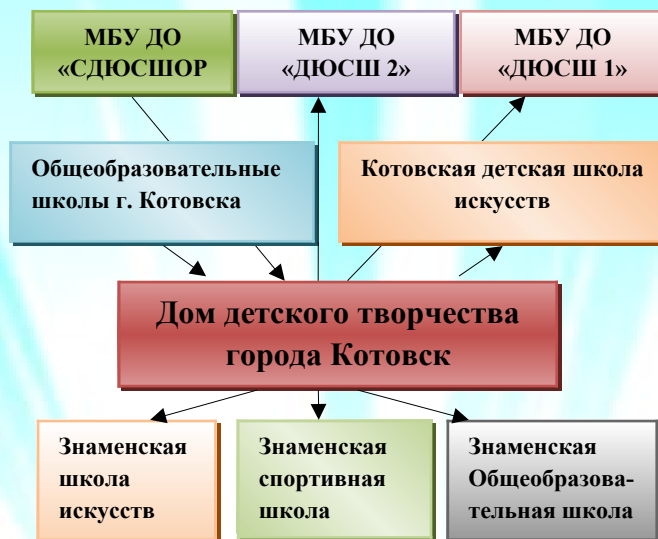 МБУ ДО
«СДЮСШОР
МБУ ДО
«ДЮСШ 2»
МБУ ДО
«ДЮСШ 1»
Общеобразовательные
школы г. Котовска
Котовская детская школа
искусств
Дом детского творчества
города Котовск
Знаменская
школа
искусств
Знаменская
спортивная
школа
Знаменская
Общеобразова-
тельная школа